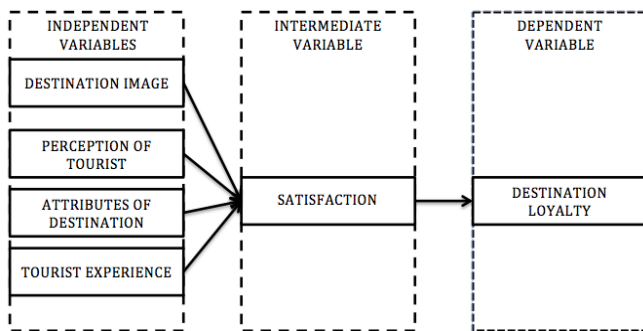 INDEPENDENT
VARIABLES
DESTINATION IMAGE
PERCEPTION OF
TOURIST
ATTRIBUTES OF
DESTINATION
TOURIST EXPERIENCE
INTERMEDIATE
VARIABLE
SATISFACTION
DEPENDENT
VARIABLE
DESTINATION
LOYALTY